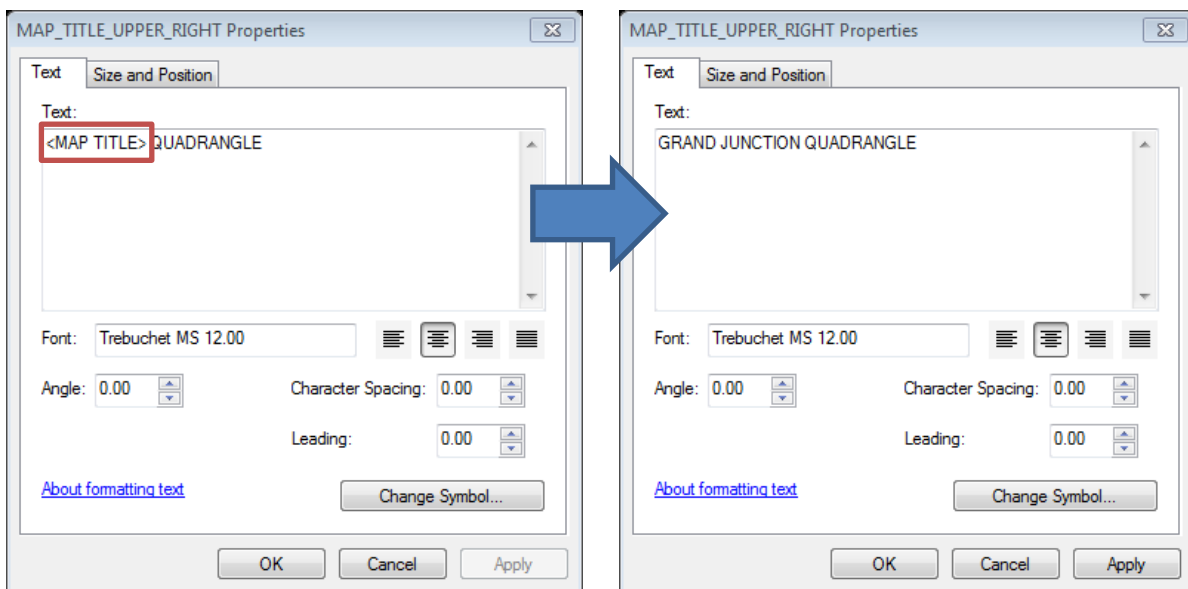 MAP_TITLE_UPPER_RIGHT Properties
Text
Size and Position
Text:
<MAP TITLE> QUADRANGLE
Font:
Trebuchet MS 12.00
Angle:
0.00
Character Spacing:
0.00
Leading:
0.00
About formatting text
Change Symbol...
OK
Cancel
Apply
MAP_TITLE_UPPER_RIGHT Properties
Text
Size and Position
Text:
GRAND JUNCTION QUADRANGLE
Font:
Trebuchet MS 12.00
Angle:
0.00
Character Spacing:
0.00
Leading:
0.00
About formatting text
Change Symbol...
OK
Cancel
Apply